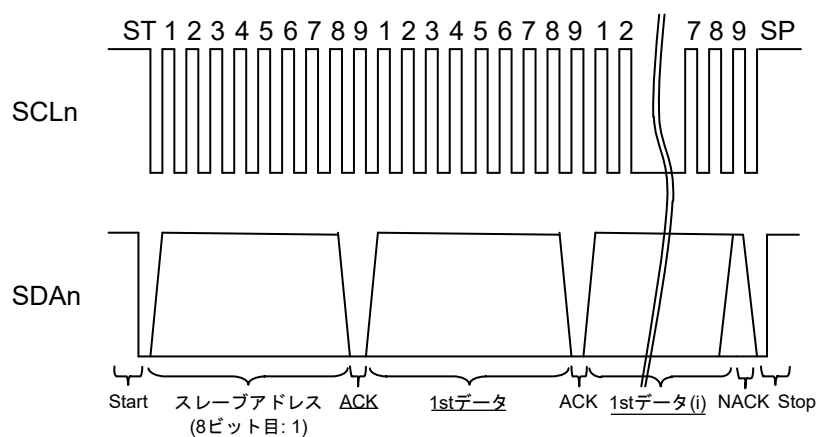 ST 1 2 3 4 5 6 7 8 9 1 2 3 4 5 6 7 8 9 1 2 7 8 9 SP
SCLn
SDAn
Start スレーブアドレス ACK 1stデータ ACK 1stデータ(i) NACK Stop
(8ビット目: 1)